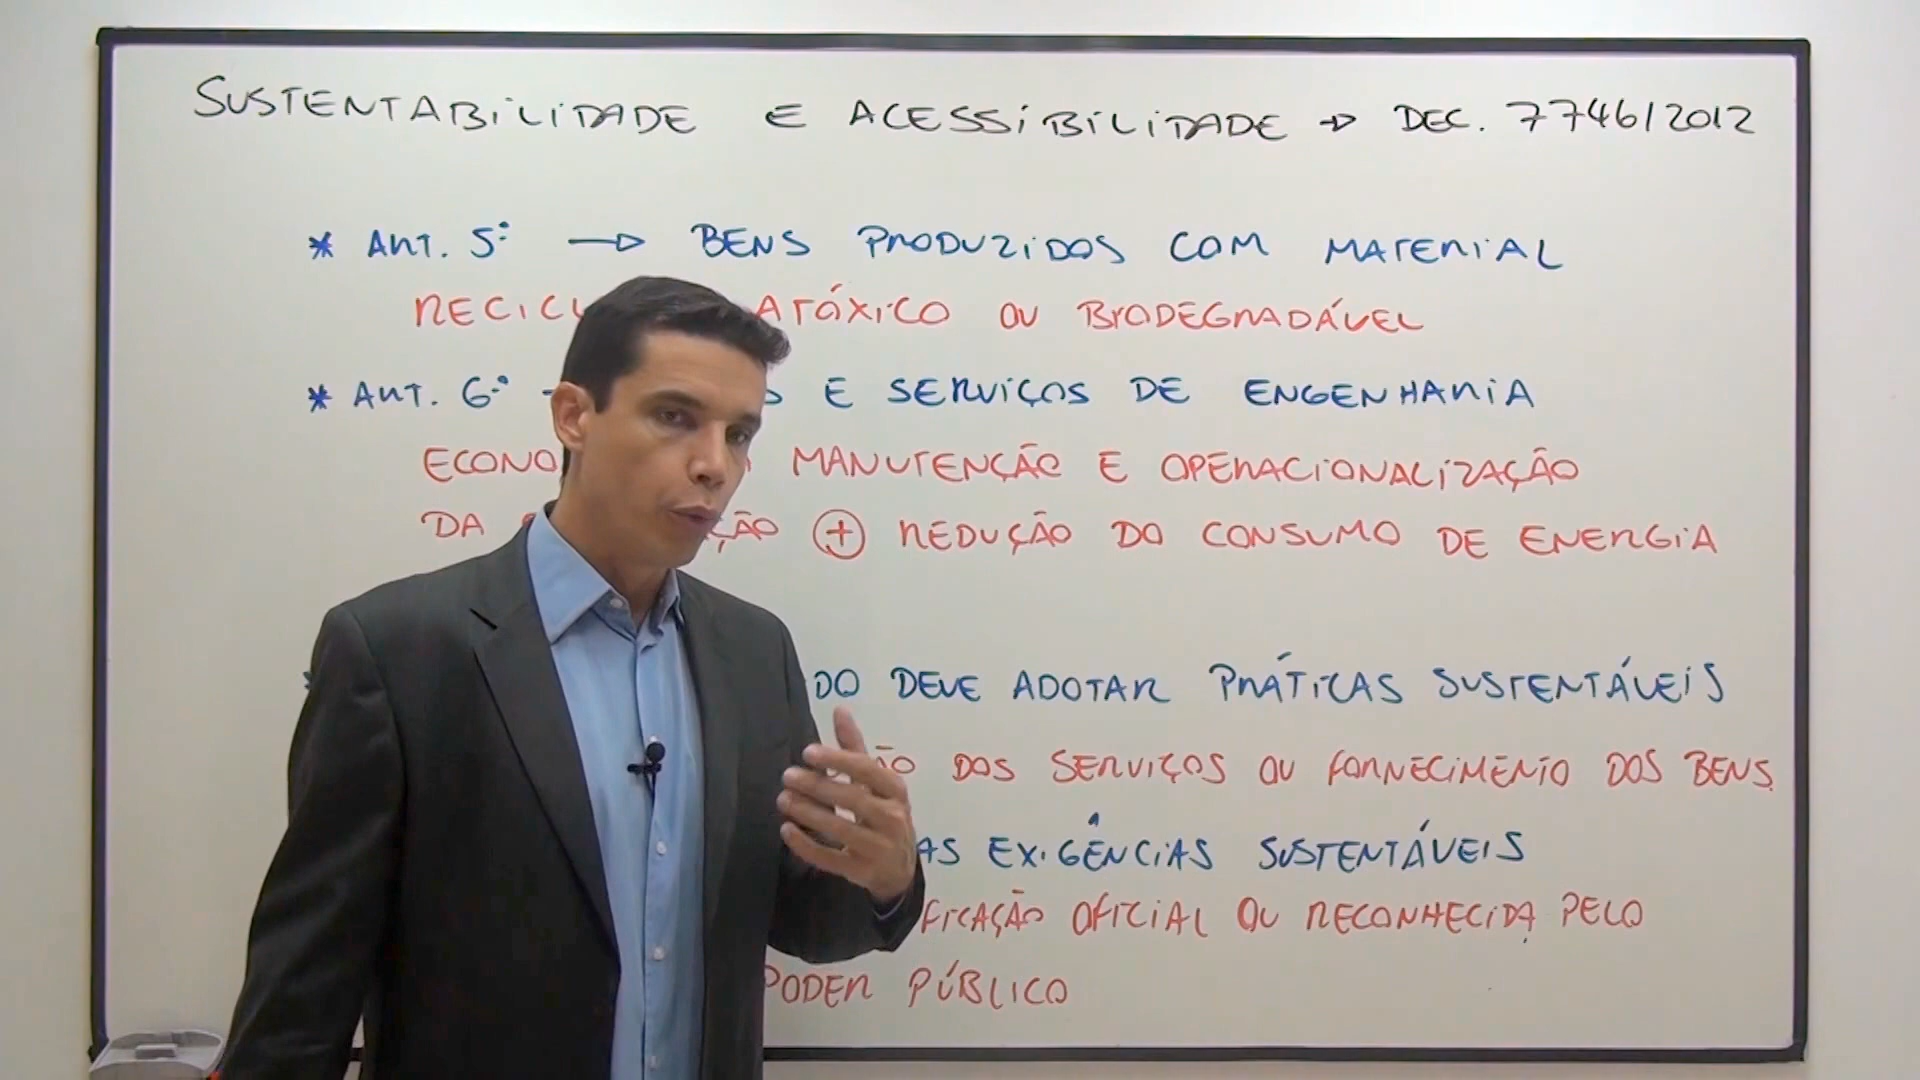 SUSTENTABILIDADE E ACESSIBILIDADE → DEC. 7746/2012
* ART. 5º → BENS PRODUZIDOS COM MATERIAL
ATÓXICO OU BIODEGRADÁVEL
* ART. 6º E SERVIÇOS DE ENGENHARIA
MANUTENÇÃO E OPERACIONALIZAÇÃO
DA + REDUÇÃO DO CONSUMO DE ENERGIA
DEVE ADOTAR PRÁTICAS SUSTENTÁVEIS
DOS SERVIÇOS OU FORNECIMENTO DOS BENS
EXIGÊNCIAS SUSTENTÁVEIS
OFICIAL OU RECONHECIDA PELO
PODER PÚBLICO